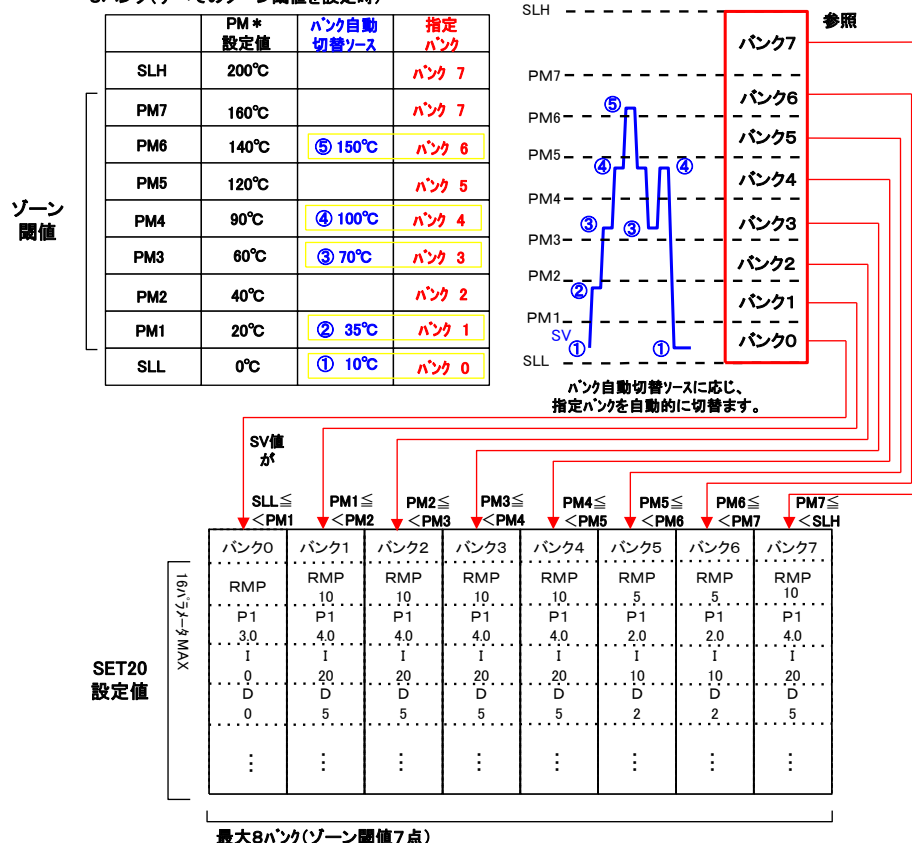 PM＊
設定値
バンク自動
切替ソース
指定
バンク
SLH 200℃ バンク 7
PM7 160℃ バンク 7
PM6 140℃ ⑤ 150℃ バンク 6
PM5 120℃ バンク 5
PM4 90℃ ④ 100℃ バンク 4
PM3 60℃ ③ 70℃ バンク 3
PM2 40℃ バンク 2
PM1 20℃ ② 35℃ バンク 1
SLL 0℃ ① 10℃ バンク 0
ゾーン
閾値
SLH
PM7
PM6
PM5
PM4
PM3
PM2
PM1
SV
SLL
⑤
④ ④
③ ③
②
① ①
参照
バンク7
バンク6
バンク5
バンク4
バンク3
バンク2
バンク1
バンク0
バンク自動切替ソースに応じ、
指定バンクを自動的に切替ます。
SV値
が
SLL≦ PM1≦ PM2≦ PM3≦ PM4≦ PM5≦ PM6≦ PM7≦
＜PM1 ＜PM2 ＜PM3 ＜PM4 ＜PM5 ＜PM6 ＜PM7 ＜SLH
バンク0 バンク1 バンク2 バンク3 バンク4 バンク5 バンク6 バンク7
RMP RMP RMP RMP RMP RMP RMP RMP
10 10 10 10 5 5 10
P1 P1 P1 P1 P1 P1 P1 P1
3.0 4.0 4.0 4.0 4.0 2.0 2.0 4.0
I I I I I I I I
0 20 20 20 20 10 10 20
D D D D D D D D
0 5 5 5 5 2 2 5
⋮ ⋮ ⋮ ⋮ ⋮ ⋮ ⋮ ⋮
16パラメータMAX
SET20
設定値
最大8バンク(ゾーン閾値7点)